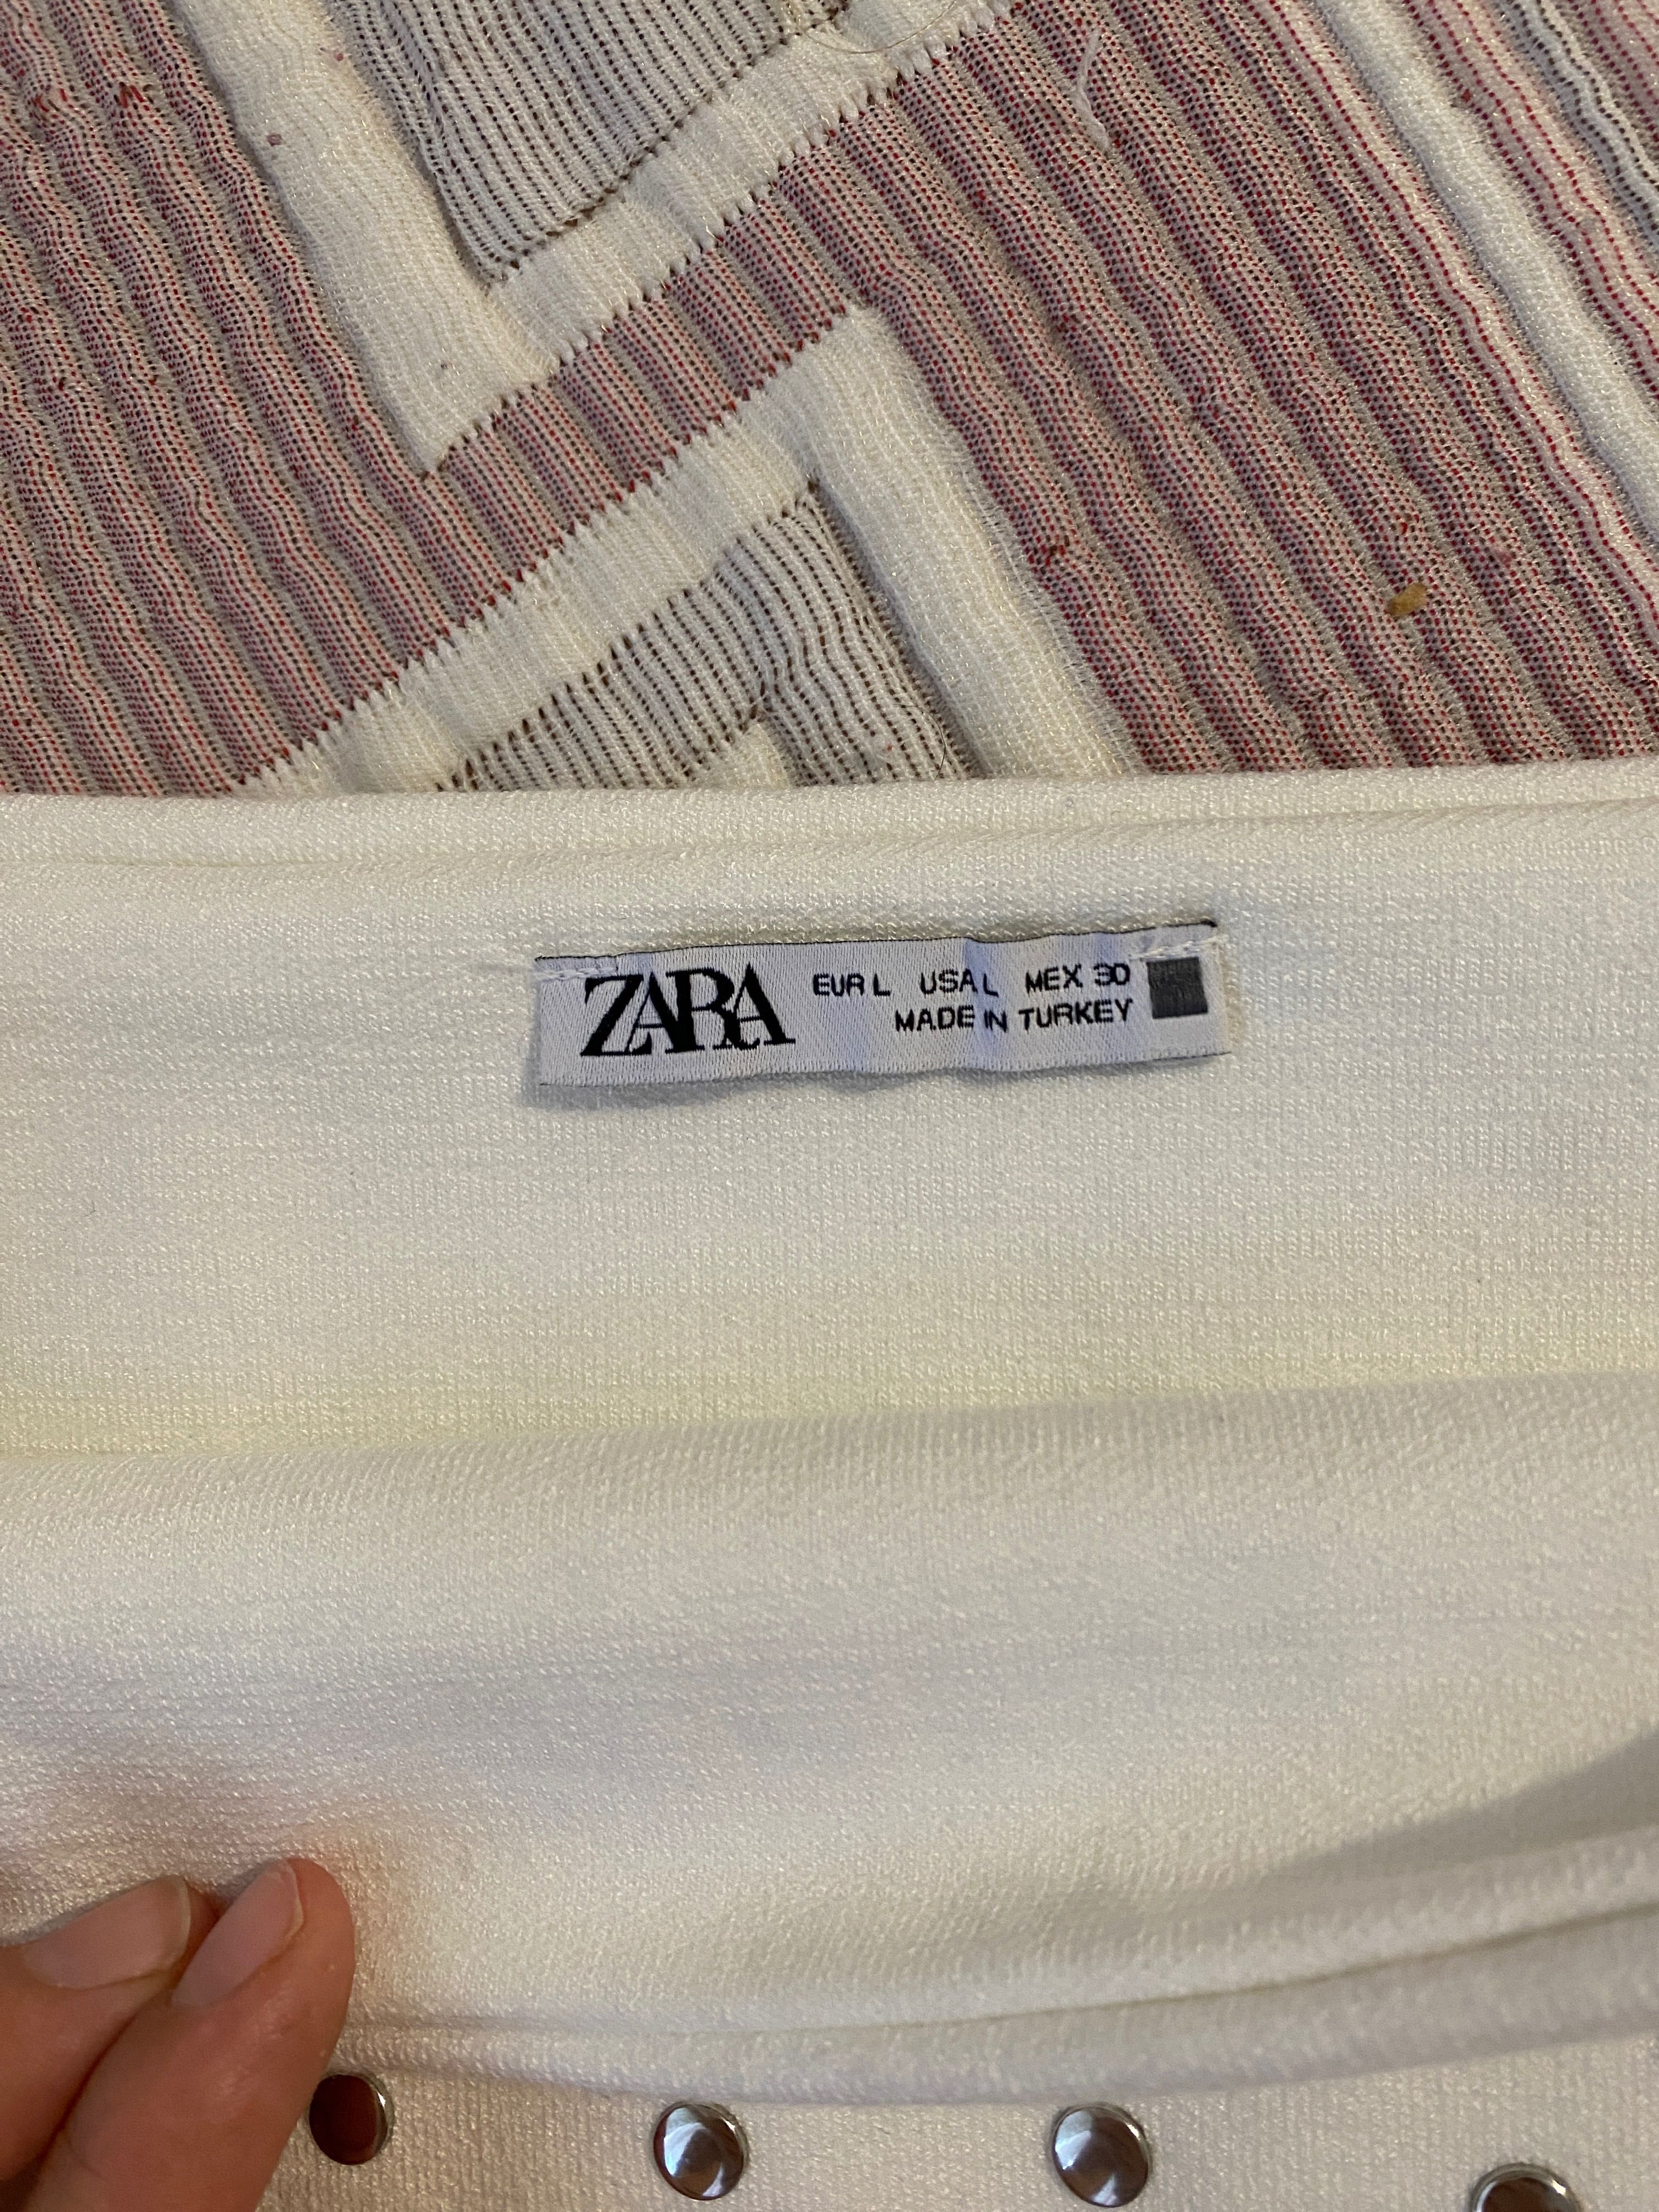 ZARA
EUR L USA L MEX 30
MADE IN TURKEY